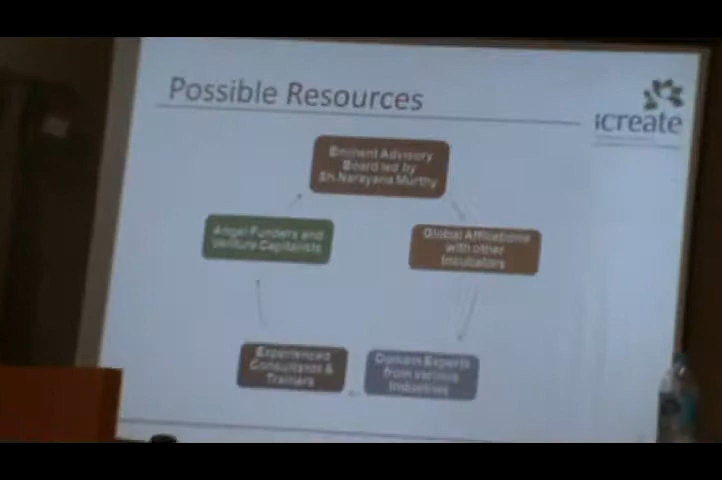 Possible Resources
icreate
Eminent Advisory
Board led by
Sh.Narayana Murthy
Angel Funders and
Venture Capitalists
Global Affiliations
with other
Incubators
Experienced
Consultants &
Trainers
Domain Experts
from various
Industries